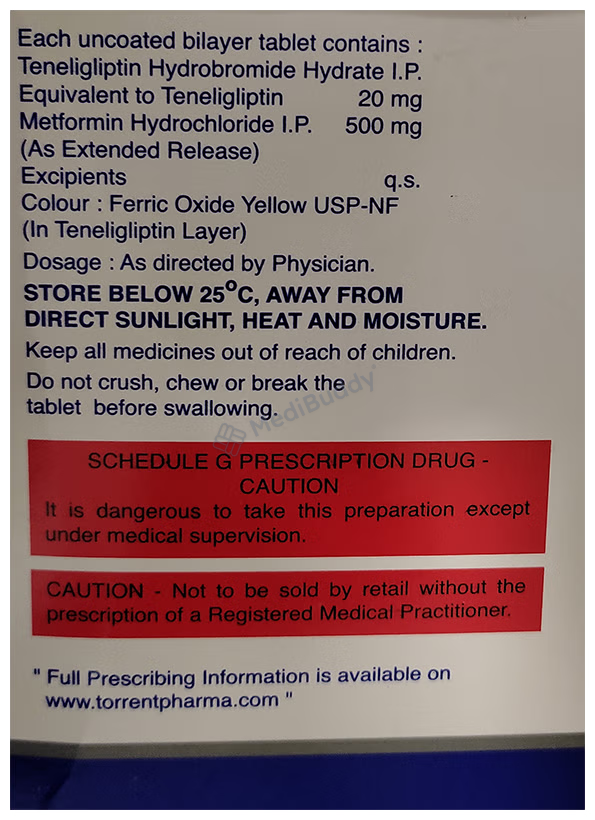 Each uncoated bilayer tablet contains :
Teneligliptin Hydrobromide Hydrate I.P.
Equivalent to Teneligliptin 20 mg
Metformin Hydrochloride I.P. 500 mg
(As Extended Release)
Excipients q.s.
Colour : Ferric Oxide Yellow USP-NF
(In Teneligliptin Layer)
Dosage : As directed by Physician.
STORE BELOW 25°C, AWAY FROM
DIRECT SUNLIGHT, HEAT AND MOISTURE.
Keep all medicines out of reach of children.
Do not crush, chew or break the
tablet before swallowing.
MediBuddy
SCHEDULE G PRESCRIPTION DRUG -
CAUTION
It is dangerous to take this preparation except
under medical supervision.
CAUTION - Not to be sold by retail without the
prescription of a Registered Medical Practitioner.
" Full Prescribing Information is available on
www.torrentpharma.com "